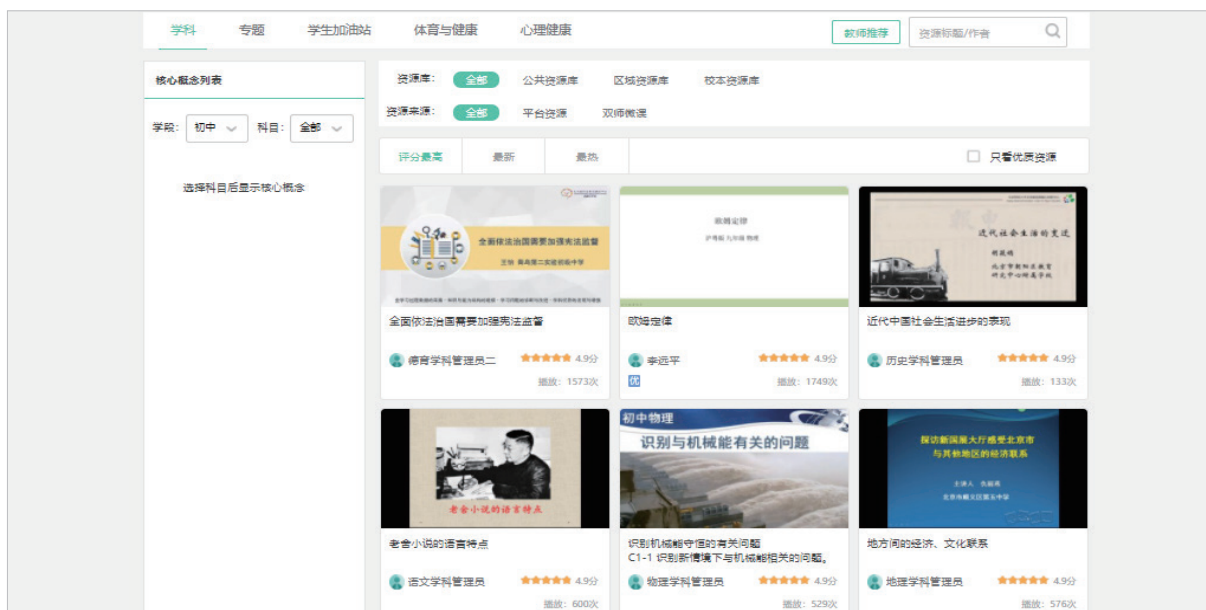 学科 专题 学生加油站 体育与健康 心理健康 教师推荐 资源标题/作者
核心概念列表
学段： 初中 科目： 全部
选择科目后显示核心概念
资源库： 全部 公共资源库 区域资源库 校本资源库
资源来源： 全部 平台资源 双师微课
评分最高 最新 最热 只看优质资源
全面依法治国需要加强宪法监督
全面依法治国需要加强宪法监督
德育学科管理员二 4.9分
播放：1573次
欧姆定律
沪粤版 九年级 物理
欧姆定律
李远平 4.9分
优 播放：1749次
近代社会生活的变迁
近代中国社会生活进步的表现
历史学科管理员 4.9分
播放：133次
老舍小说的语言特点
老舍小说的语言特点
语文学科管理员 4.9分
播放：600次
初中物理
识别与机械能有关的问题
识别机械能守恒的有关问题
C1-1 识别新情境下与机械能相关的问题。
物理学科管理员 4.9分
播放：529次
探访新国展大厅感受北京市
与其他地区的经济联系
地方间的经济、文化联系
地理学科管理员 4.9分
播放：576次